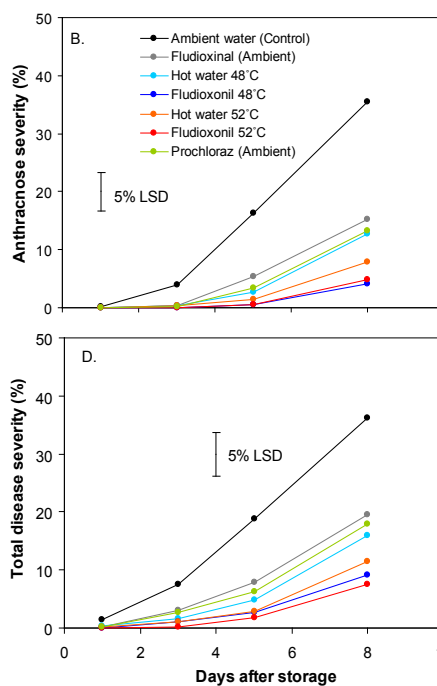 B.
Ambient water (Control)
Fludioxinal (Ambient)
Hot water 48˚C
Fludioxonil 48˚C
Hot water 52˚C
Fludioxonil 52˚C
Prochloraz (Ambient)
50
40
30
20
10
0
Anthracnose severity (%)
5% LSD
D.
50
40
30
20
10
0
Total disease severity (%)
5% LSD
0 2 4 6 8
Days after storage